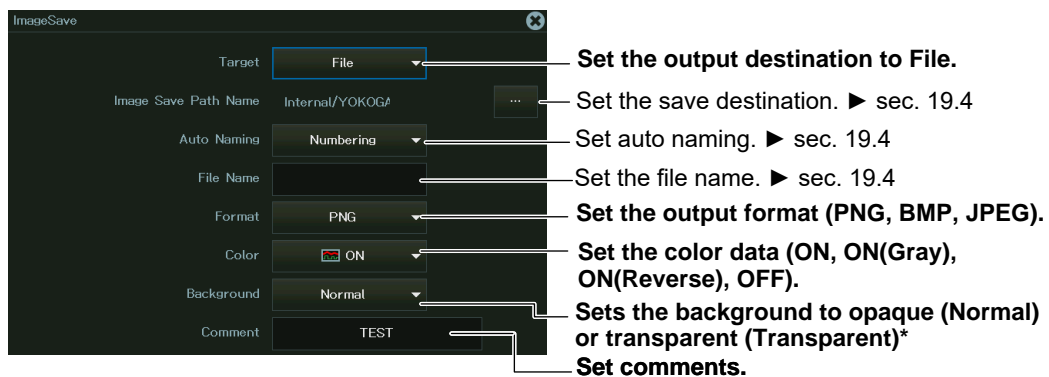 ImageSave
Target File Set the output destination to File.
Image Save Path Name Internal/YOKOGA ... Set the save destination. ► sec. 19.4
Auto Naming Numbering Set auto naming. ► sec. 19.4
File Name Set the file name. ► sec. 19.4
Format PNG Set the output format (PNG, BMP, JPEG).
Color ON Set the color data (ON, ON(Gray),
ON(Reverse), OFF).
Background Normal Sets the background to opaque (Normal)
or transparent (Transparent)*
Comment TEST Set comments.